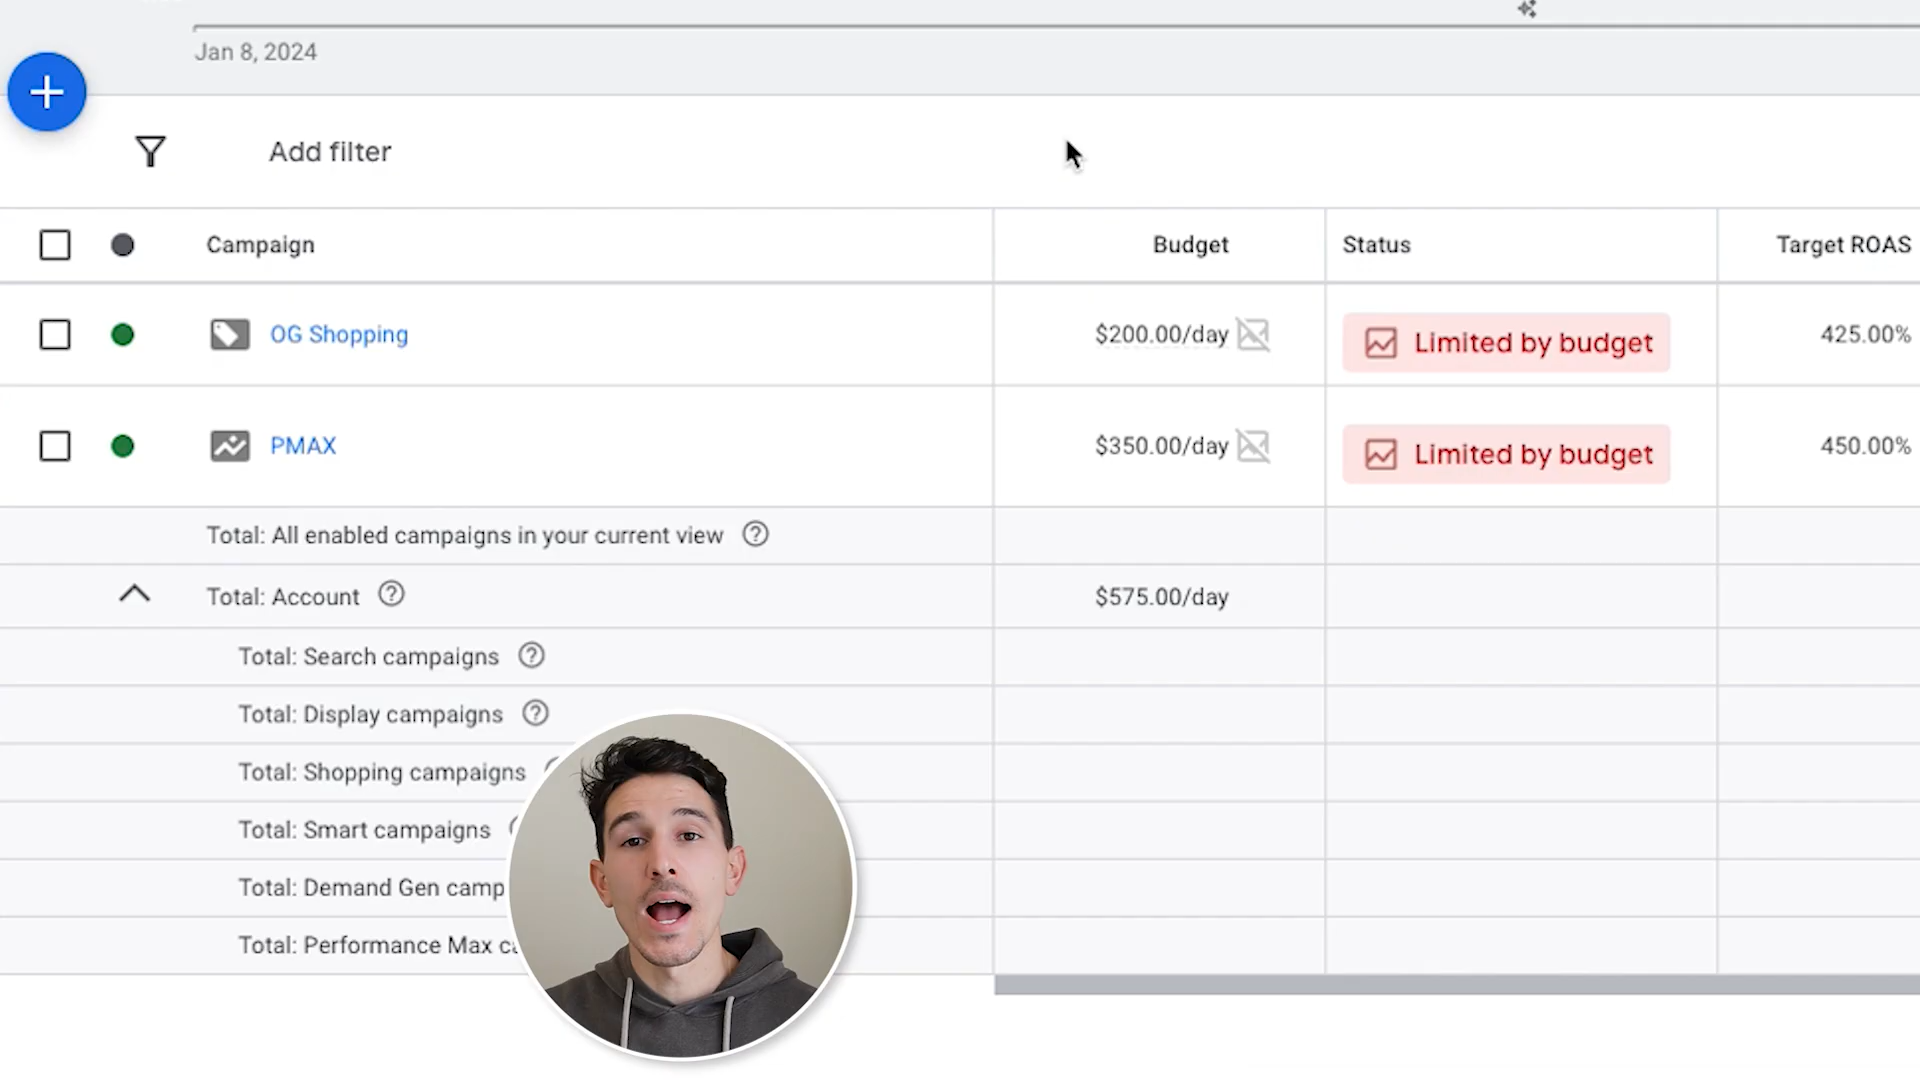 Jan 8, 2024
Add filter
Campaign Budget Status Target ROAS
OG Shopping $200.00/day Limited by budget 425.00%
PMAX $350.00/day Limited by budget 450.00%
Total: All enabled campaigns in your current view
Total: Account $575.00/day
Total: Search campaigns
Total: Display campaigns
Total: Shopping campaigns
Total: Smart campaigns
Total: Demand Gen camp
Total: Performance Max ca